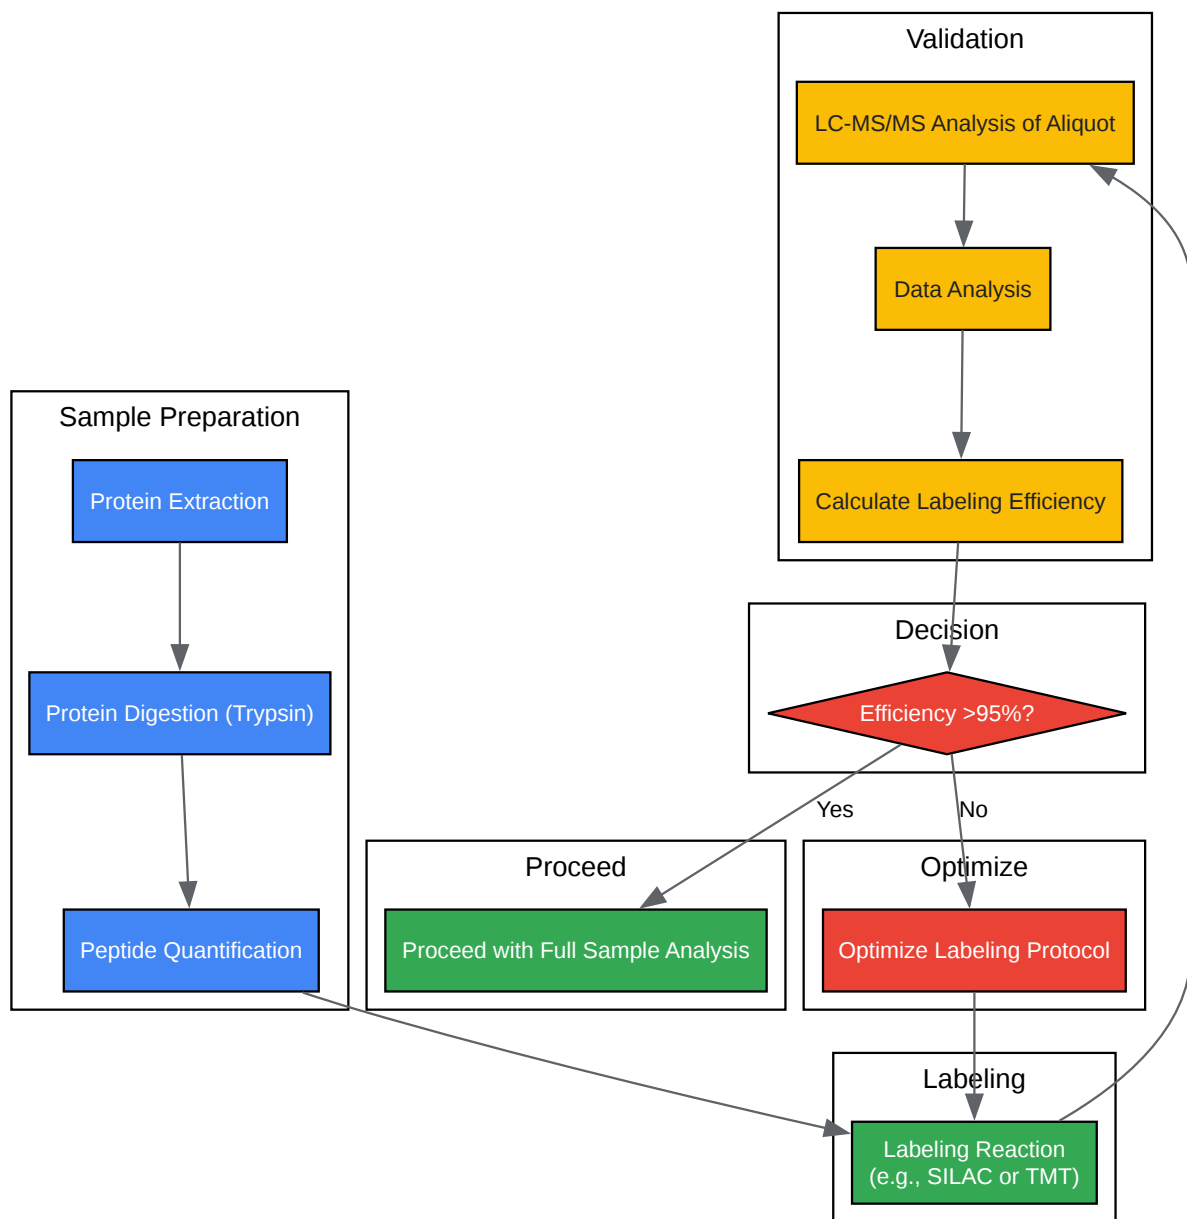 Validation
LC-MS/MS Analysis of Aliquot
Data Analysis
Calculate Labeling Efficiency
Sample Preparation
Protein Extraction
Protein Digestion (Trypsin)
Peptide Quantification
Decision
Efficiency >95%?
Yes
No
Proceed
Proceed with Full Sample Analysis
Optimize
Optimize Labeling Protocol
Labeling
Labeling Reaction
(e.g., SILAC or TMT)